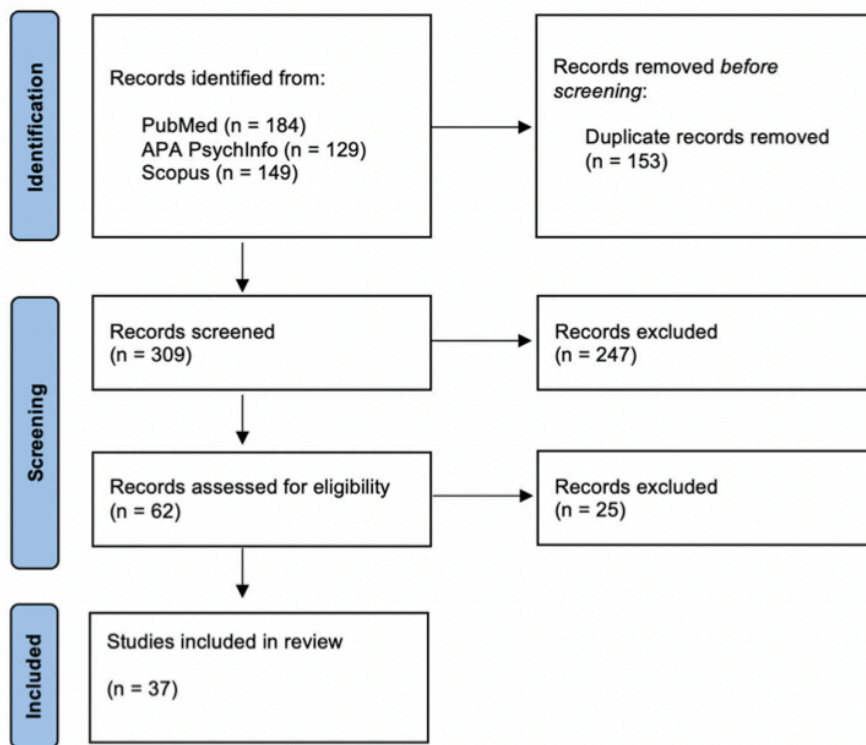 Identification
Records identified from:
PubMed (n = 184)
APA PsychInfo (n = 129)
Scopus (n = 149)
Records removed before
screening:
Duplicate records removed
(n = 153)
Screening
Records screened
(n = 309)
Records excluded
(n = 247)
Records assessed for eligibility
(n = 62)
Records excluded
(n = 25)
Included
Studies included in review
(n = 37)